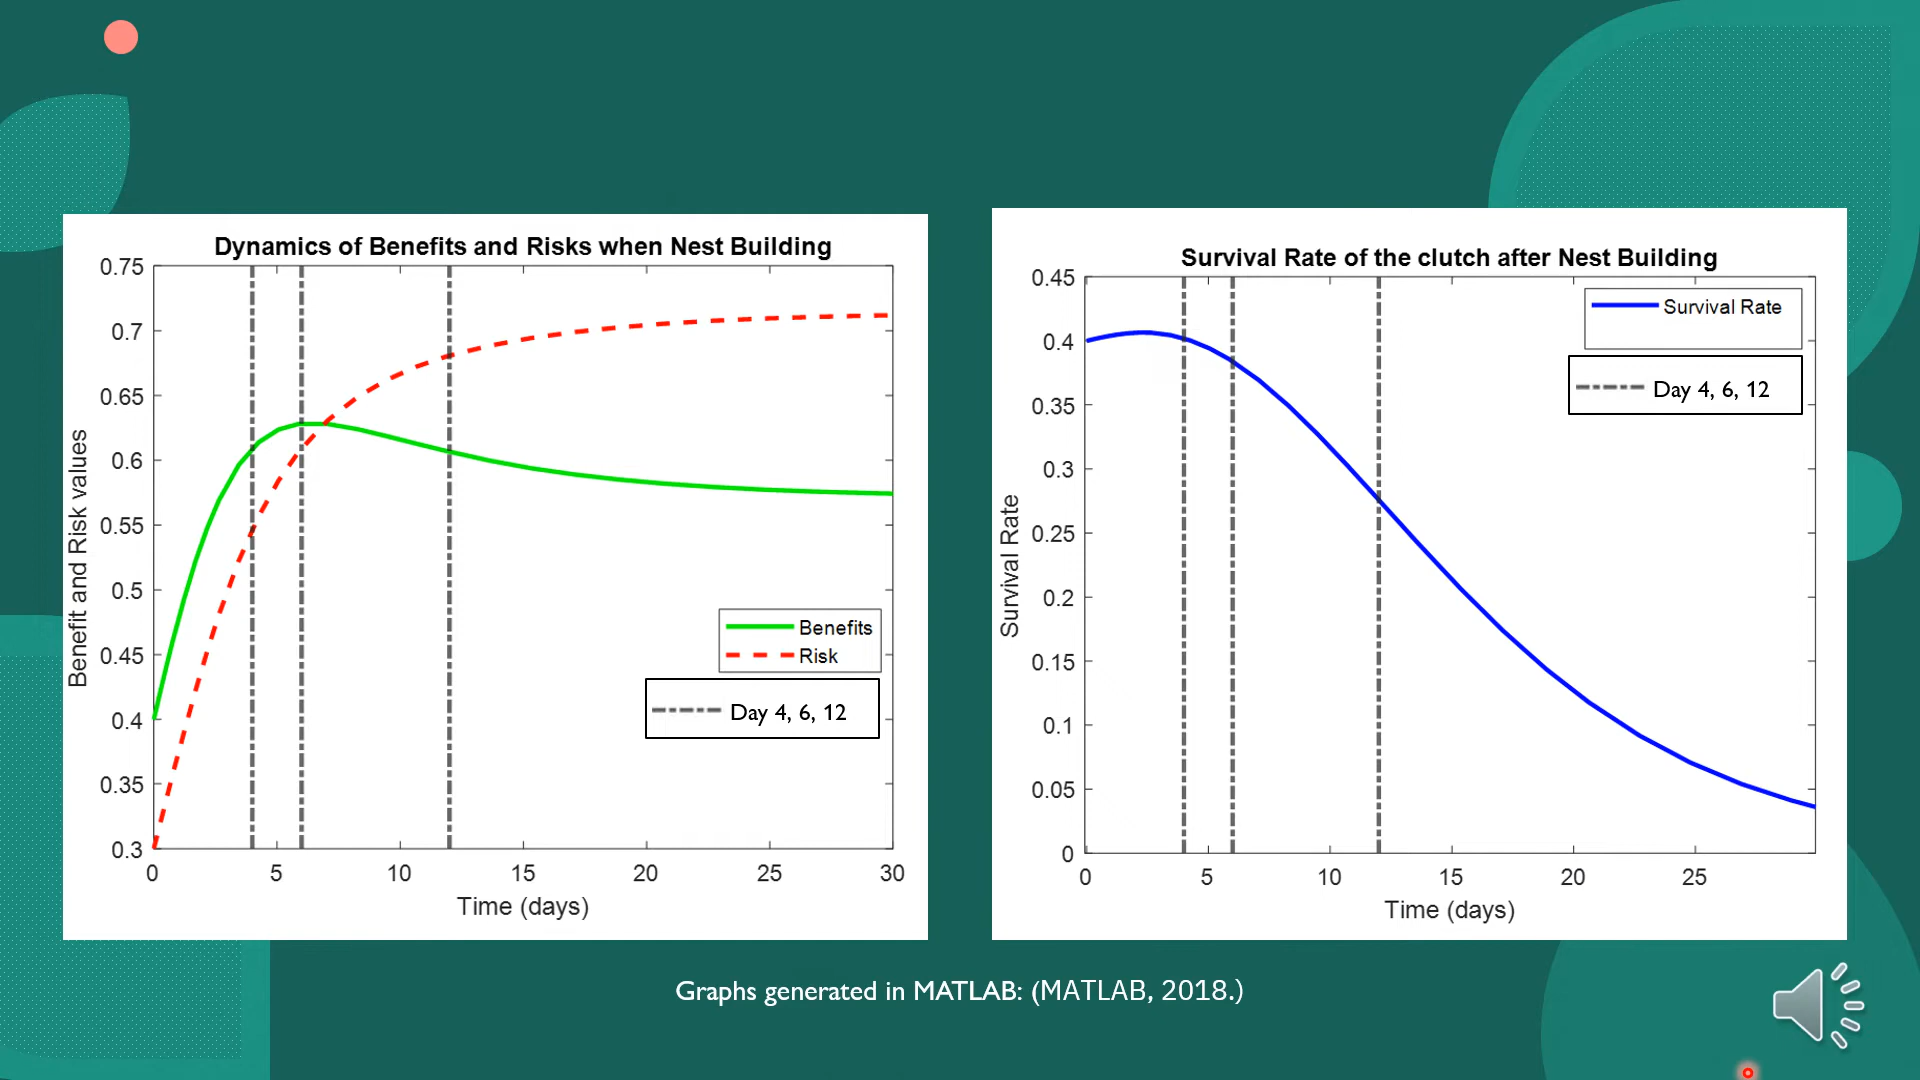 Dynamics of Benefits and Risks when Nest Building
0.75
0.7
0.65
0.6
0.55
0.5
0.45
0.4
0.35
0.3
Benefit and Risk values
0 5 10 15 20 25 30
Time (days)
Benefits
Risk
Day 4, 6, 12
Survival Rate of the clutch after Nest Building
0.45
0.4
0.35
0.3
0.25
0.2
0.15
0.1
0.05
0
Survival Rate
0 5 10 15 20 25
Time (days)
Survival Rate
Day 4, 6, 12
Graphs generated in MATLAB: (MATLAB, 2018.)